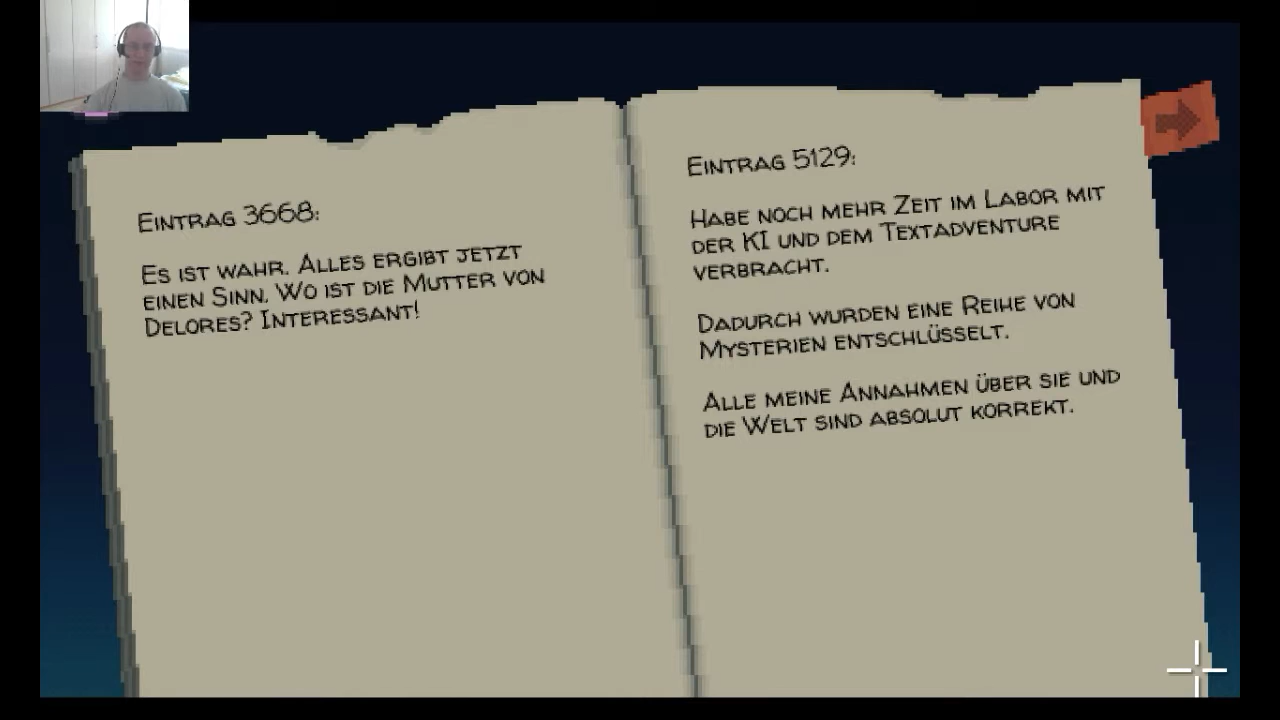 Eintrag 3668:
Es ist wahr. Alles ergibt jetzt
einen Sinn. Wo ist die Mutter von
Delores? Interessant!
Eintrag 5129:
Habe noch mehr Zeit im Labor mit
der KI und dem Textadventure
verbracht.
Dadurch wurden eine Reihe von
Mysterien entschlüsselt.
Alle meine Annahmen über sie und
die Welt sind absolut korrekt.